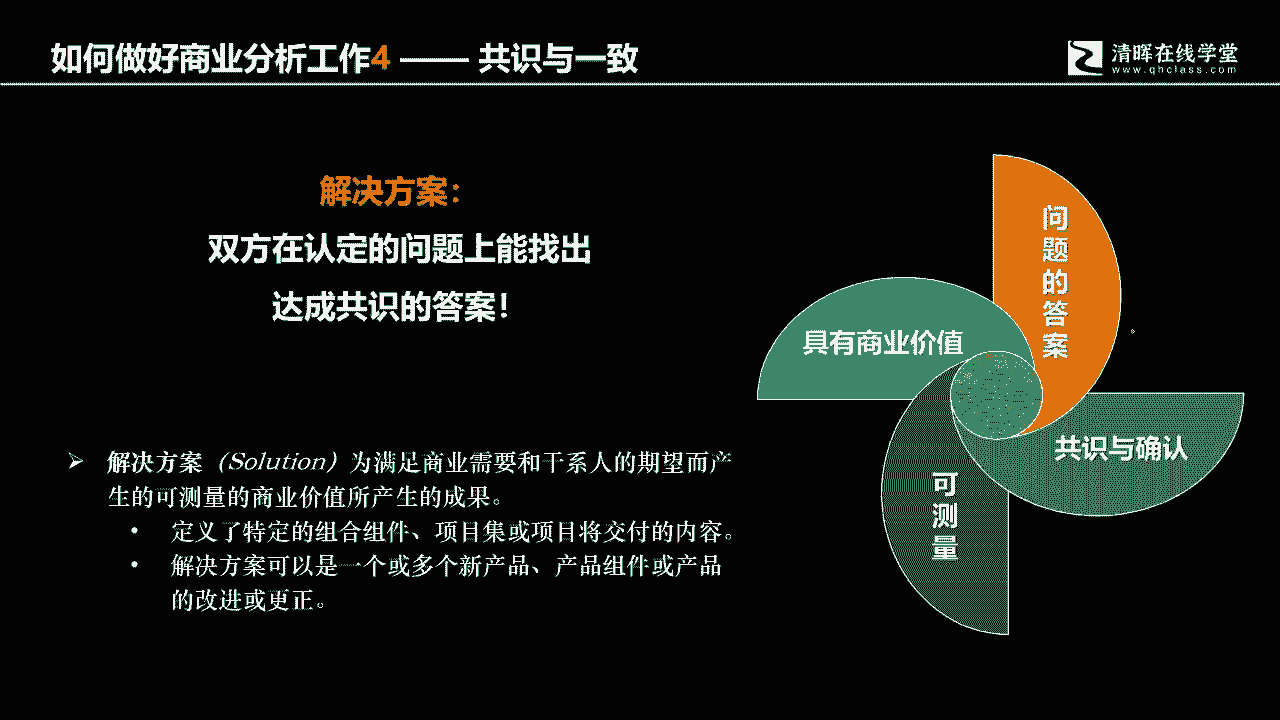 如何做好商业分析工作4 —— 共识与一致
清晖在线学堂
www.qhclass.com
解决方案：
双方在认定的问题上能找出
达成共识的答案！
➢ 解决方案（Solution）为满足商业需要和干系人的期望而产
生的可测量的商业价值所产生的成果。
• 定义了特定的组合组件、项目集或项目将交付的内容。
• 解决方案可以是一个或多个新产品、产品组件或产品
的改进或更正。
问题的答案
具有商业价值
共识与确认
可测量